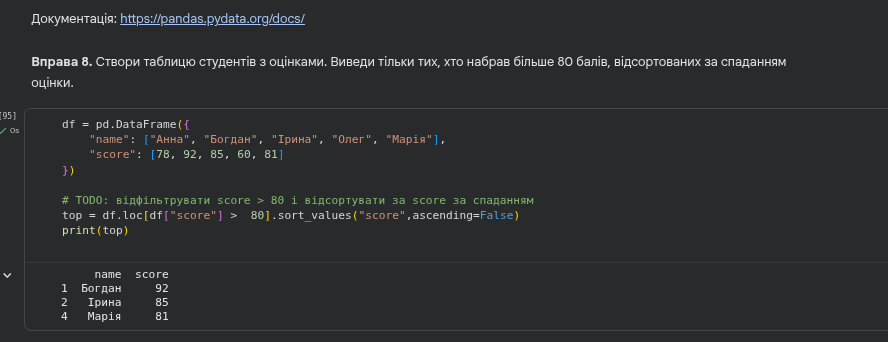 Документація: https://pandas.pydata.org/docs/
Вправа 8. Створи таблицю студентів з оцінками. Виведи тільки тих, хто набрав більше 80 балів, відсортованих за спаданням
оцінки.
[95]
0s
df = pd.DataFrame({
    "name": ["Анна", "Богдан", "Ірина", "Олег", "Марія"],
    "score": [78, 92, 85, 60, 81]
})
# TODO: відфільтрувати score > 80 і відсортувати за score за спаданням
top = df.loc[df["score"] >  80].sort_values("score",ascending=False)
print(top)
     name  score
1  Богдан     92
2   Ірина     85
4   Марія     81